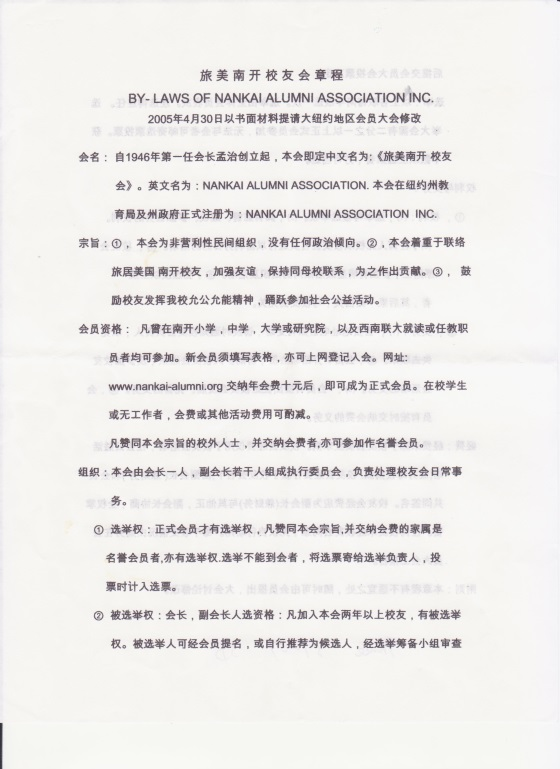 旅美南开校友会章程
BY- LAWS OF NANKAI ALUMNI ASSOCIATION INC.
2005年4月30日以书面材料提请大纽约地区会员大会修改
会名： 自1946年第一任会长孟治创立起，本会即定中文名为:《旅美南开 校友
会》。英文名为：NANKAI ALUMNI ASSOCIATION. 本会在纽约州教
育局及州政府正式注册为：NANKAI ALUMNI ASSOCIATION INC.
宗旨：①， 本会为非营利性民间组织，没有任何政治倾向。②，本会着重于联络
旅居美国 南开校友，加强友谊，保持同母校联系，为之作出贡献。③， 鼓
励校友发挥我校允公允能精神，踊跃参加社会公益活动。
会员资格： 凡曾在南开小学，中学，大学或研究院，以及西南联大就读或任教职
员者均可参加。新会员须填写表格，亦可上网登记入会。网址:
www.nankai-alumni.org 交纳年会费十元后，即可成为正式会员。在校学生
或无工作者，会费或其他活动费用可酌减。
凡赞同本会宗旨的校外人士，并交纳会费者,亦可参加作名誉会员。
组织：本会由会长一人，副会长若干人组成执行委员会，负责处理校友会日常事
务。
① 选举权：正式会员才有选举权，凡赞同本会宗旨,并交纳会费的家属是
名誉会员者,亦有选举权.选举不能到会者，将选票寄给选举负责人，投
票时计入选票。
② 被选举权：会长，副会长人选资格：凡加入本会两年以上校友，有被选举
权。被选举人可经会员提名，或自行推荐为候选人，经选举筹备小组审查